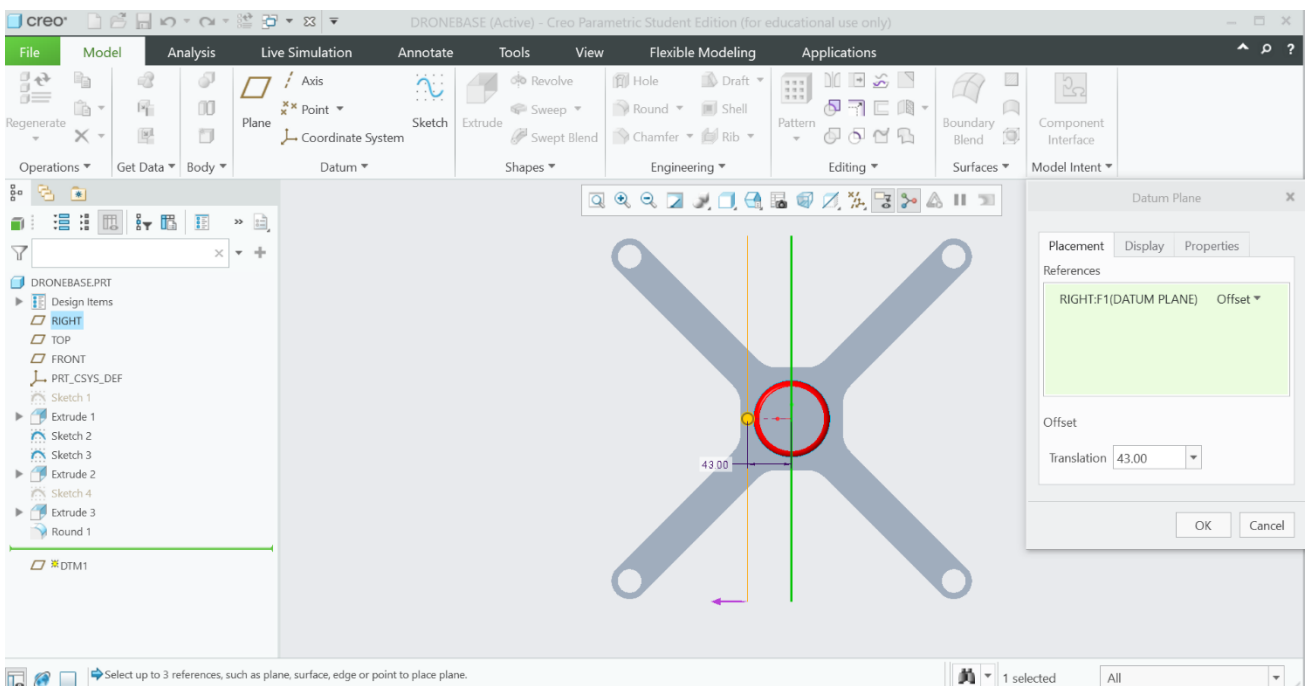 creo· DRONEBASE (Active) - Creo Parametric Student Edition (for educational use only)
File Model Analysis Live Simulation Annotate Tools View Flexible Modeling Applications
Axis Revolve Hole Draft
Point Sweep Round Shell
Regenerate Plane Sketch Extrude Pattern Boundary Blend Component Interface
Coordinate System Swept Blend Chamfer Rib
Operations Get Data Body Datum Shapes Engineering Editing Surfaces Model Intent
DRONEBASE.PRT
Design Items
RIGHT
TOP
FRONT
PRT_CSYS_DEF
Sketch 1
Extrude 1
Sketch 2
Sketch 3
Extrude 2
Sketch 4
Extrude 3
Round 1
DTM1
43.00
Datum Plane
Placement Display Properties
References
RIGHT:F1(DATUM PLANE) Offset
Offset
Translation 43.00
OK Cancel
Select up to 3 references, such as plane, surface, edge or point to place plane.
1 selected All